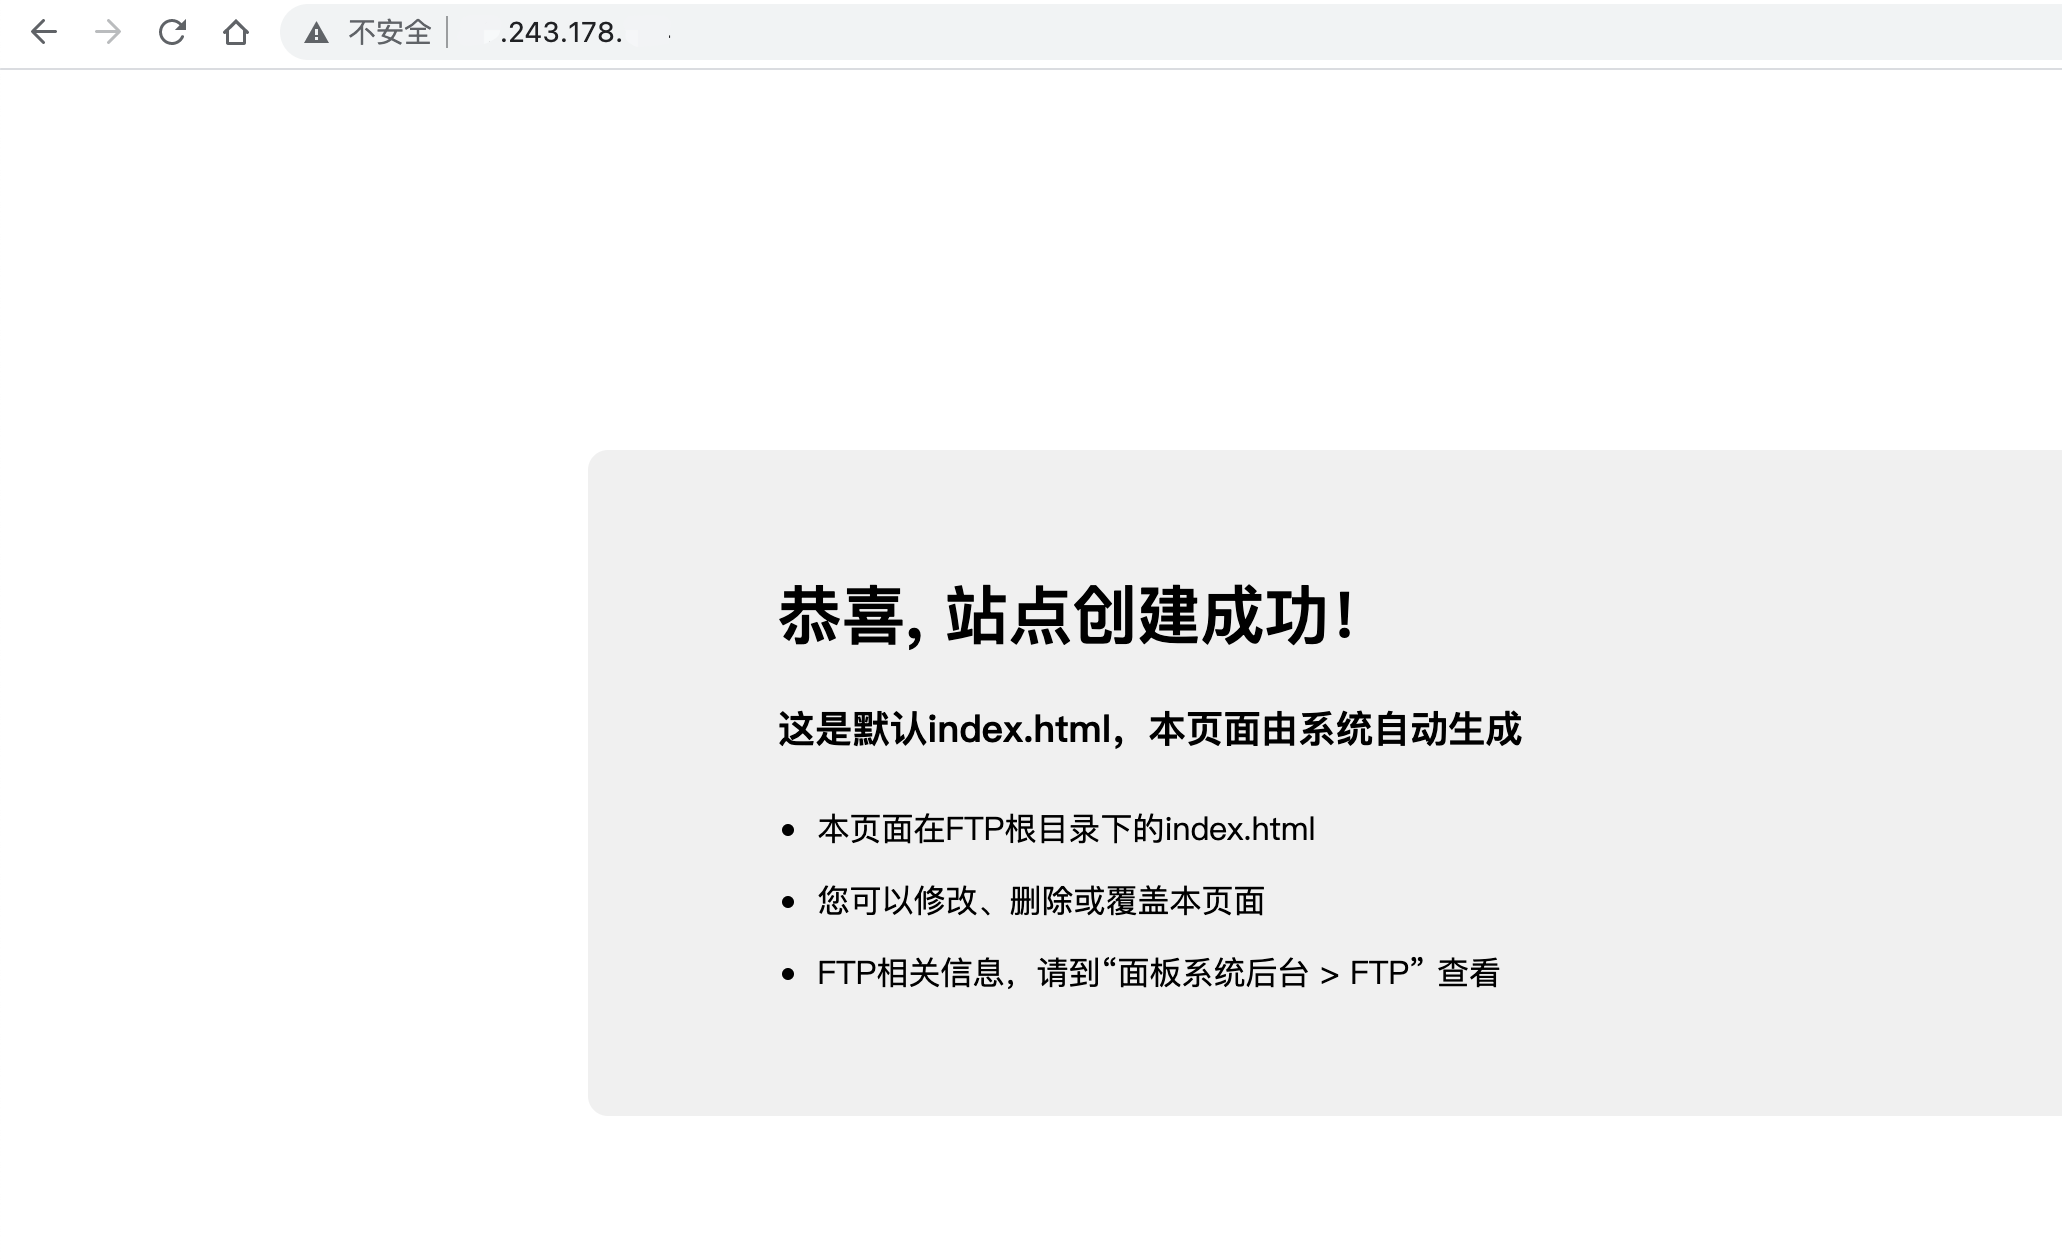 不安全 .243.178.
恭喜, 站点创建成功!
这是默认index.html，本页面由系统自动生成
本页面在FTP根目录下的index.html
您可以修改、删除或覆盖本页面
FTP相关信息，请到“面板系统后台 > FTP” 查看